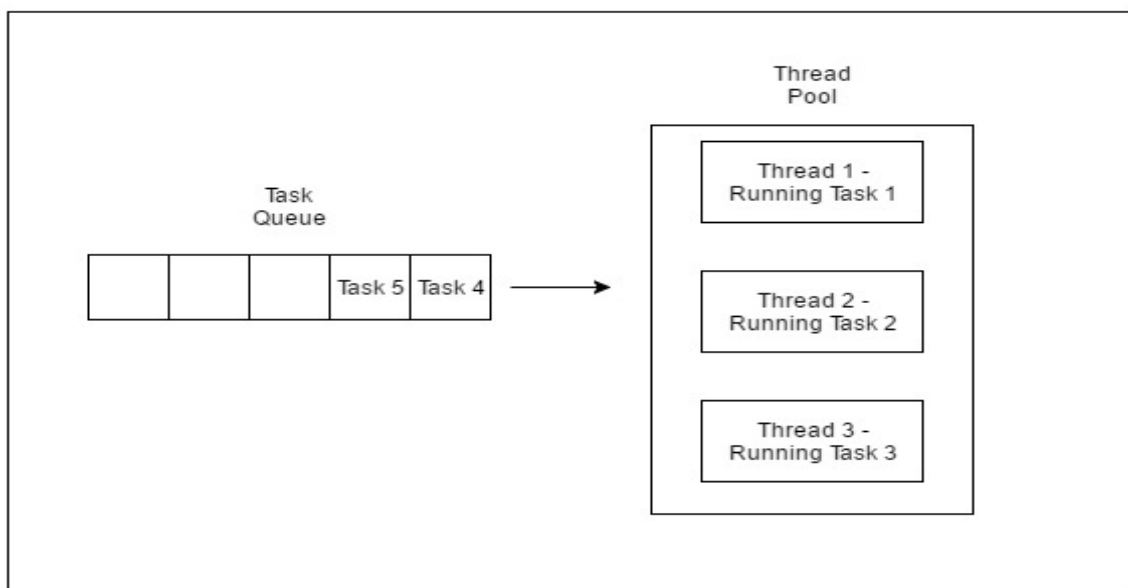 Thread
Pool
Thread 1 -
Running Task 1
Task
Queue
Task 5
Task 4
Thread 2 -
Running Task 2
Thread 3 -
Running Task 3